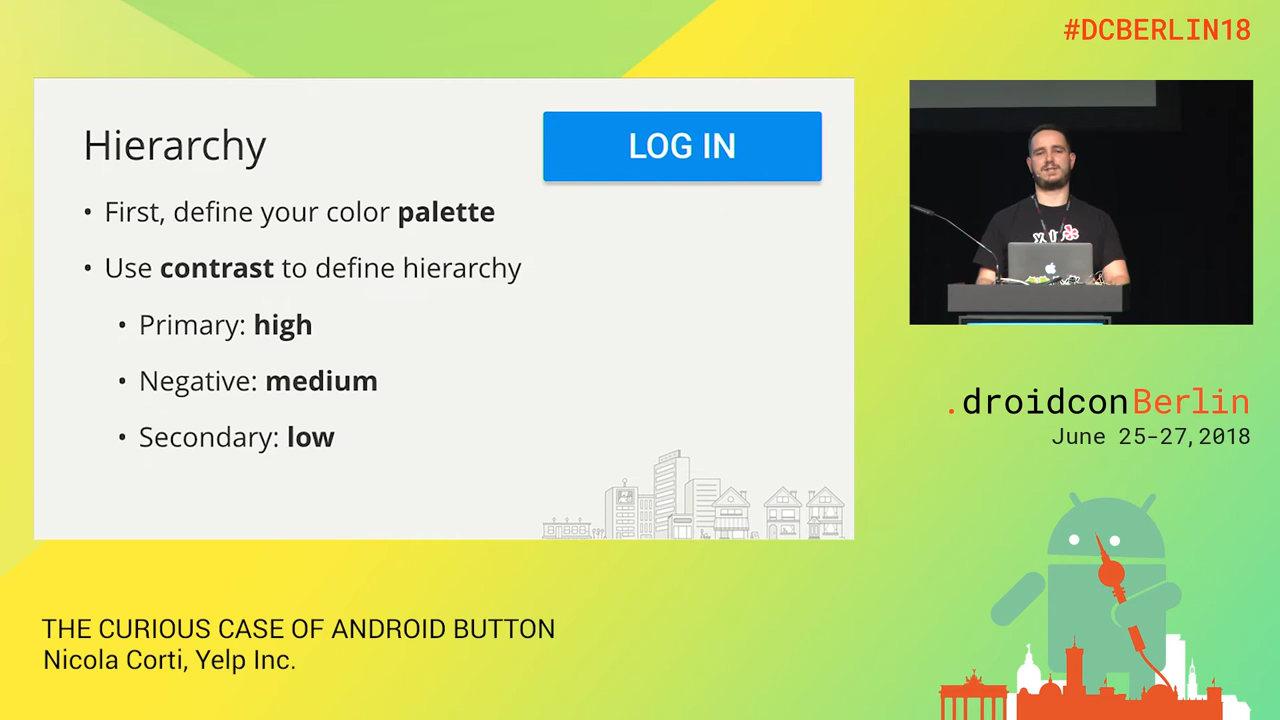 #DCBERLIN18
Hierarchy
LOG IN
• First, define your color palette
• Use contrast to define hierarchy
• Primary: high
• Negative: medium
• Secondary: low
.droidconBerlin
June 25-27, 2018
THE CURIOUS CASE OF ANDROID BUTTON
Nicola Corti, Yelp Inc.